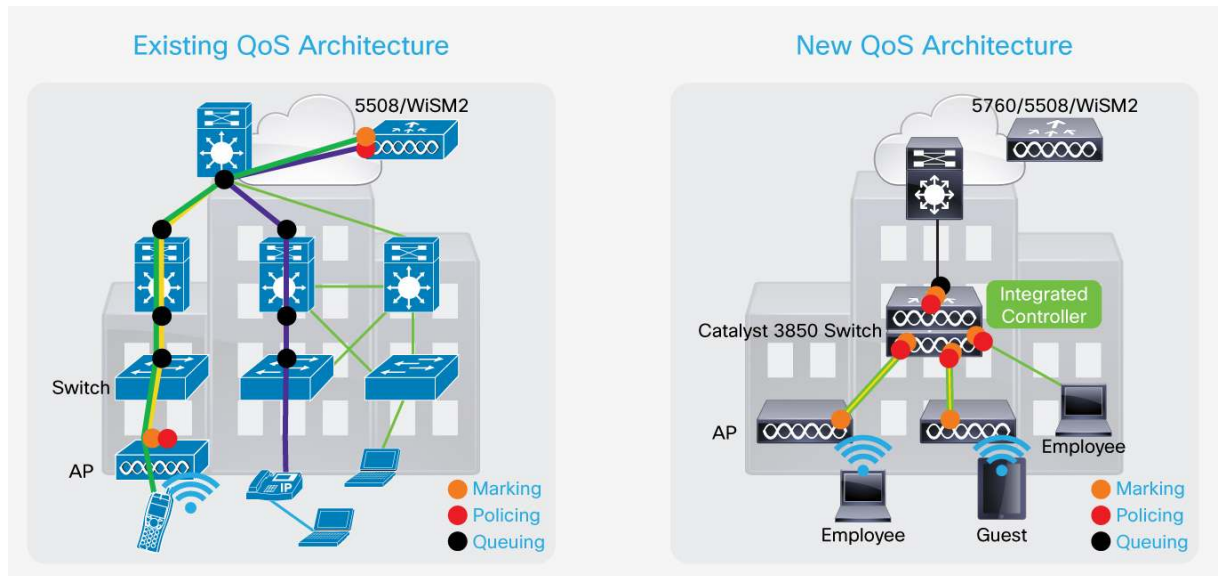 Existing QoS Architecture
5508/WiSM2
Switch
AP
IP
Marking
Policing
Queuing
New QoS Architecture
5760/5508/WiSM2
Integrated
Controller
Catalyst 3850 Switch
AP
Employee
Employee
Guest
Marking
Policing
Queuing